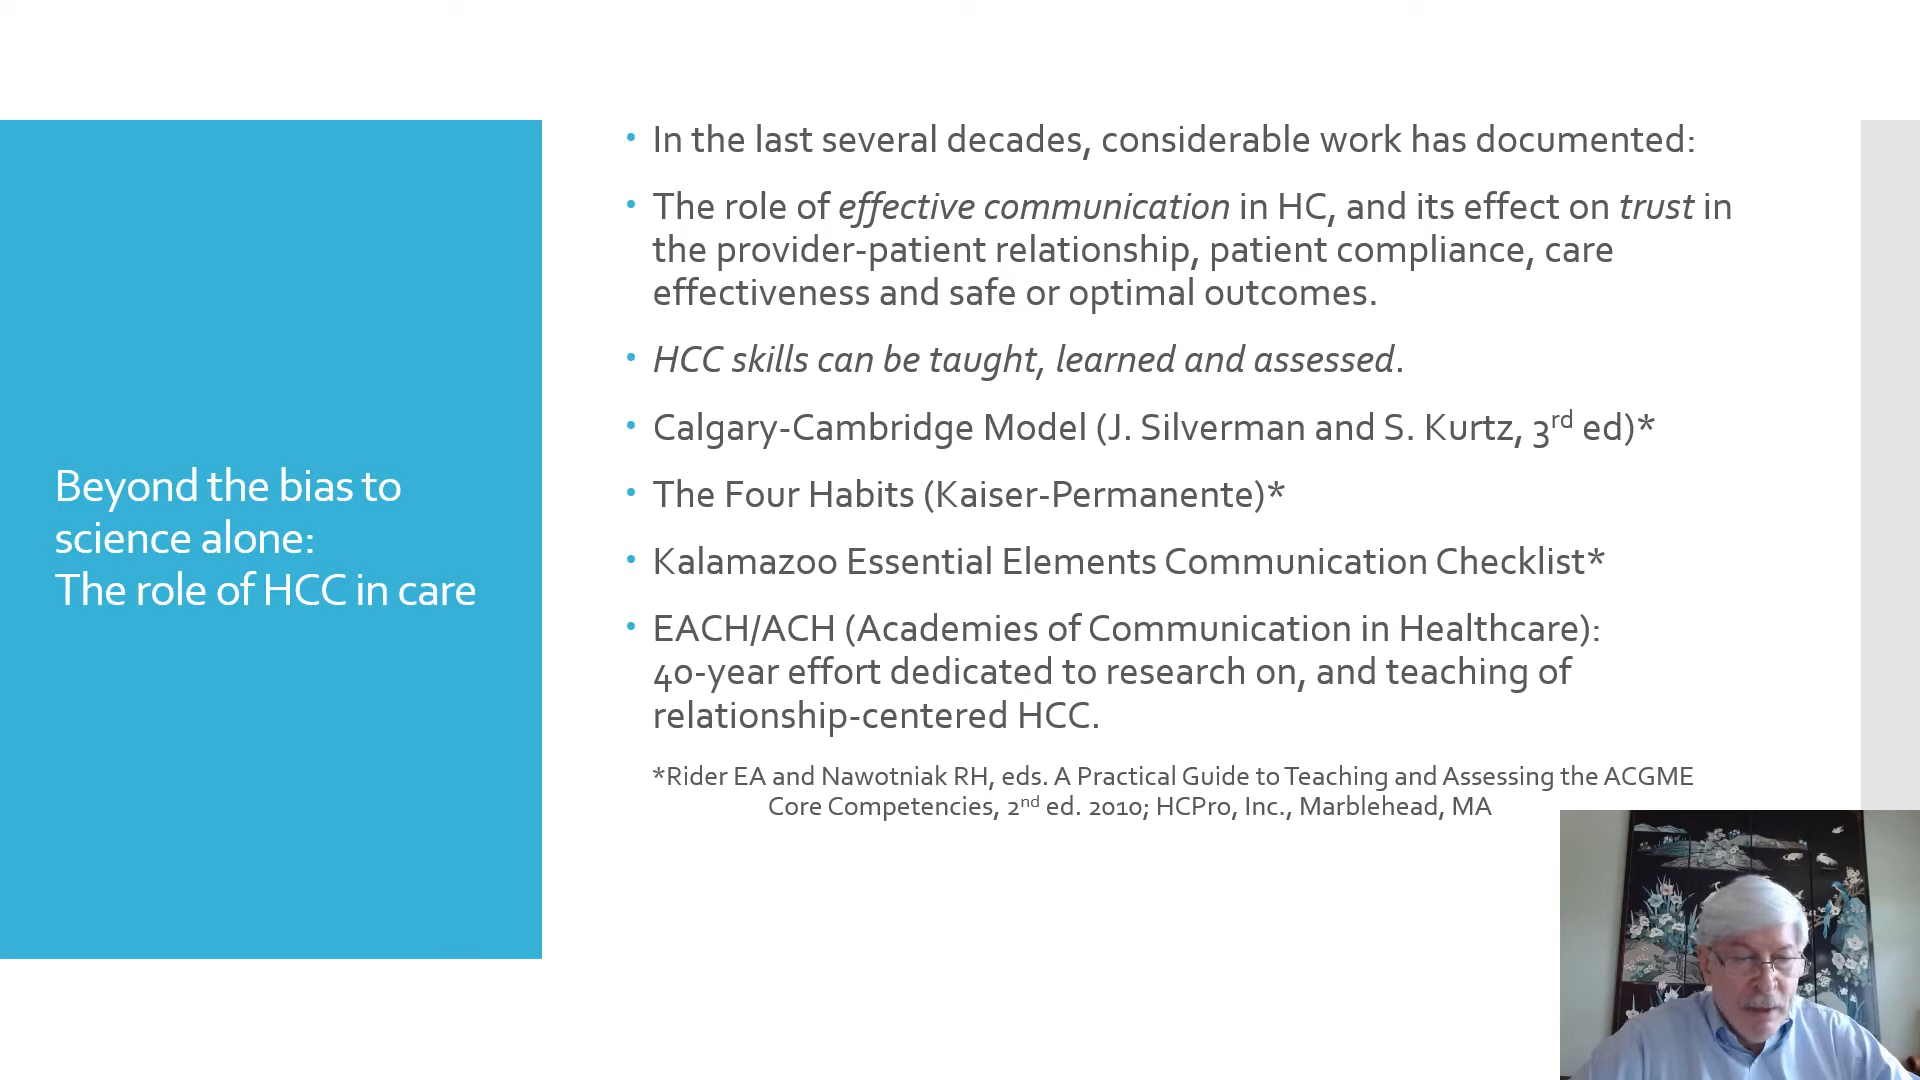 Beyond the bias to
science alone:
The role of HCC in care
• In the last several decades, considerable work has documented:
• The role of effective communication in HC, and its effect on trust in
the provider-patient relationship, patient compliance, care
effectiveness and safe or optimal outcomes.
• HCC skills can be taught, learned and assessed.
• Calgary-Cambridge Model (J. Silverman and S. Kurtz, 3rd ed)*
• The Four Habits (Kaiser-Permanente)*
• Kalamazoo Essential Elements Communication Checklist*
• EACH/ACH (Academies of Communication in Healthcare):
40-year effort dedicated to research on, and teaching of
relationship-centered HCC.
*Rider EA and Nawotniak RH, eds. A Practical Guide to Teaching and Assessing the ACGME
Core Competencies, 2nd ed. 2010; HCPro, Inc., Marblehead, MA